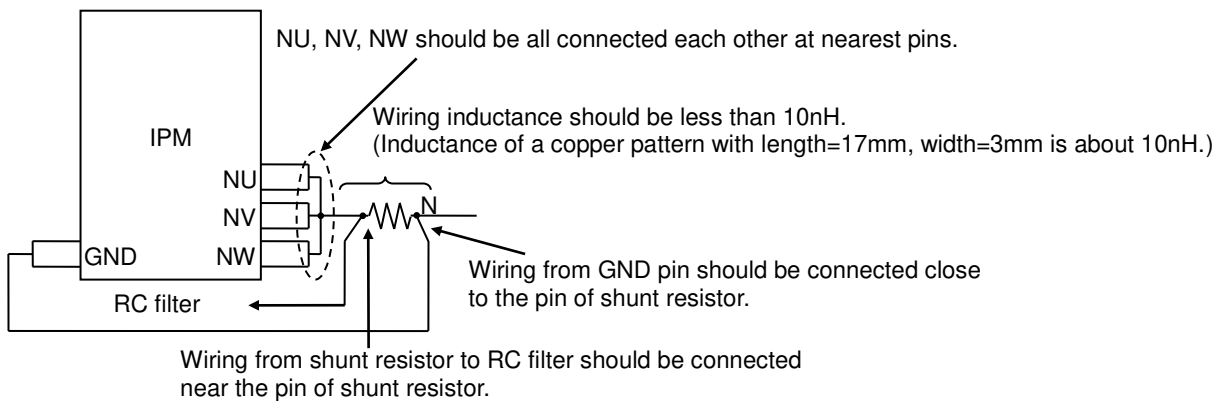 NU, NV, NW should be all connected each other at nearest pins.
Wiring inductance should be less than 10nH.
(Inductance of a copper pattern with length=17mm, width=3mm is about 10nH.)
IPM
NU
NV
N
GND
NW
Wiring from GND pin should be connected close
to the pin of shunt resistor.
RC filter
Wiring from shunt resistor to RC filter should be connected
near the pin of shunt resistor.